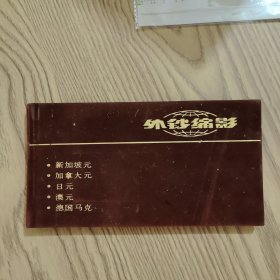 外钞缩影
• 新加坡元
• 加拿大元
• 日元
• 澳元
• 德国马克